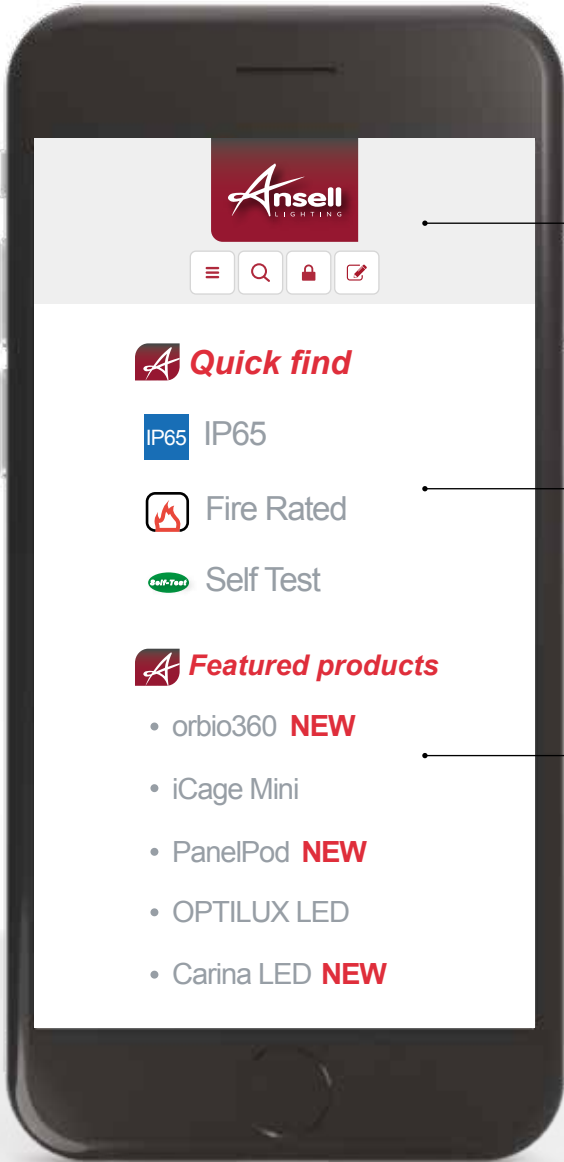 Ansell
LIGHTING
Quick find
IP65 IP65
Fire Rated
Self-Test Self Test
Featured products
• orbio360 NEW
• iCage Mini
• PanelPod NEW
• OPTILUX LED
• Carina LED NEW